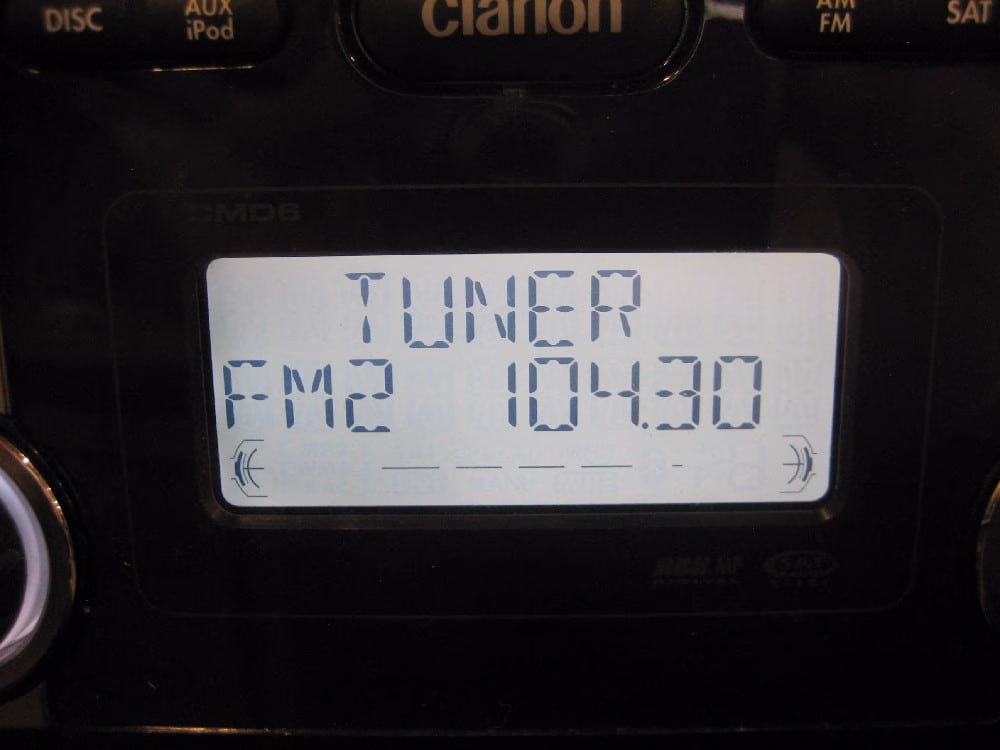 DISC
AUX
iPod
clarion
AM
FM
SAT
CMD6
TUNER
FM2 104.30